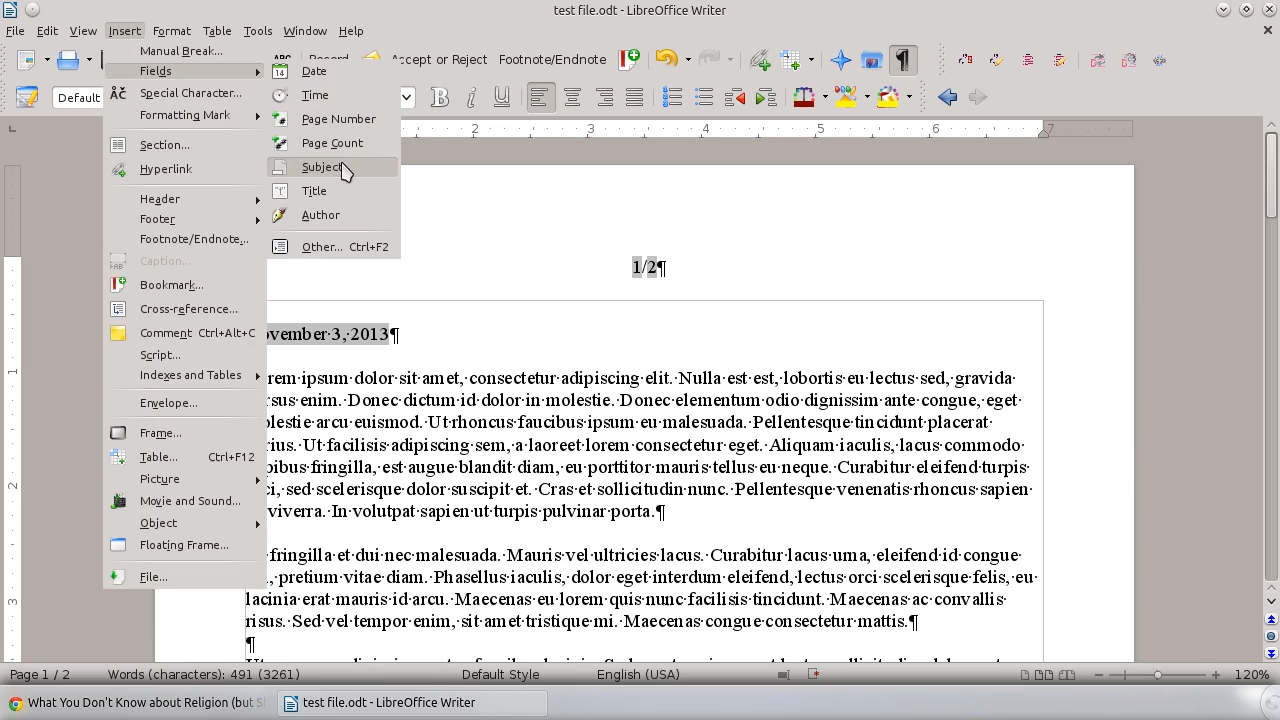 test file.odt - LibreOffice Writer
File Edit View Insert Format Table Tools Window Help
Manual Break...
Fields
Special Character...
Formatting Mark
Section...
Hyperlink
Header
Footer
Footnote/Endnote...
Caption...
Bookmark...
Cross-reference...
Comment Ctrl+Alt+C
Script...
Indexes and Tables
Envelope...
Frame...
Table... Ctrl+F12
Picture
Movie and Sound...
Object
Floating Frame...
File...
Date
Time
Page Number
Page Count
Subject
Title
Author
Other... Ctrl+F2
Record Accept or Reject Footnote/Endnote
Default
2 3 4 5 6 7
1
2
3
1/2¶
ovember·3,·2013¶
rem·ipsum·dolor·sit·amet,·consectetur·adipiscing·elit.·Nulla·est·est,·lobortis·eu·lectus·sed,·gravida·
rsus·enim.·Donec·dictum·id·dolor·in·molestie.·Donec·elementum·odio·dignissim·ante·congue,·eget·
olestie·arcu·euismod.·Ut·rhoncus·faucibus·ipsum·eu·malesuada.·Pellentesque·tincidunt·placerat·
rius.·Ut·facilisis·adipiscing·sem,·a·laoreet·lorem·consectetur·eget.·Aliquam·iaculis,·lacus·commodo·
pibus·fringilla,·est·augue·blandit·diam,·eu·porttitor·mauris·tellus·eu·neque.·Curabitur·eleifend·turpis·
ci,·sed·scelerisque·dolor·suscipit·et.·Cras·et·sollicitudin·nunc.·Pellentesque·venenatis·rhoncus·sapien·
viverra.·In·volutpat·sapien·ut·turpis·pulvinar·porta.¶
fringilla·et·dui·nec·malesuada.·Mauris·vel·ultricies·lacus.·Curabitur·lacus·urna,·eleifend·id·congue·
,·pretium·vitae·diam.·Phasellus·iaculis,·dolor·eget·interdum·eleifend,·lectus·orci·scelerisque·felis,·eu·
lacinia·erat·mauris·id·arcu.·Maecenas·eu·lorem·quis·nunc·facilisis·tincidunt.·Maecenas·ac·convallis·
risus.·Sed·vel·tempor·enim,·sit·amet·tristique·mi.·Maecenas·congue·consectetur·mattis.¶
¶
Page 1 / 2 Words (characters): 491 (3261) Default Style English (USA) 120%
What You Don't Know about Religion (but S test file.odt - LibreOffice Writer